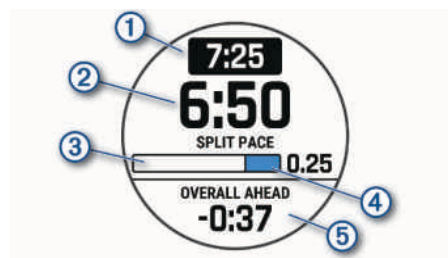 ① 7:25
② 6:50
SPLIT PACE
③ ④ 0.25
OVERALL AHEAD
-0:37 ⑤